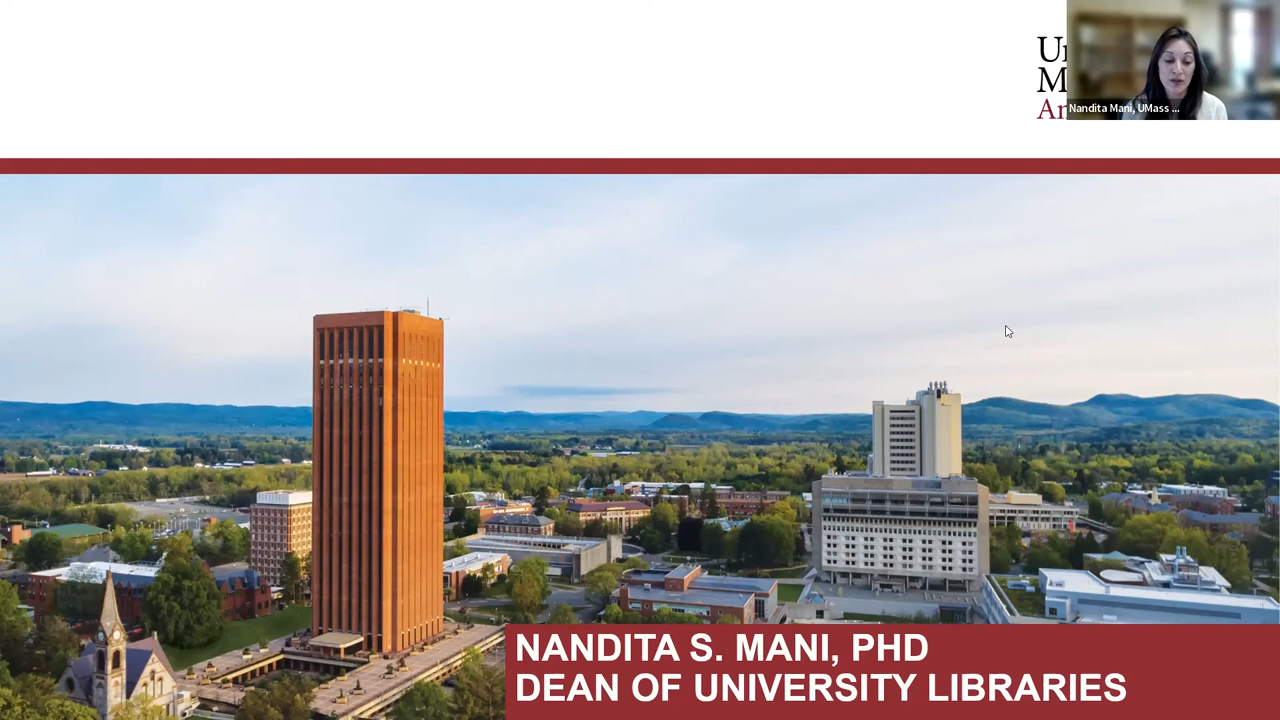 Nandita Mani, UMass ...
NANDITA S. MANI, PHD
DEAN OF UNIVERSITY LIBRARIES